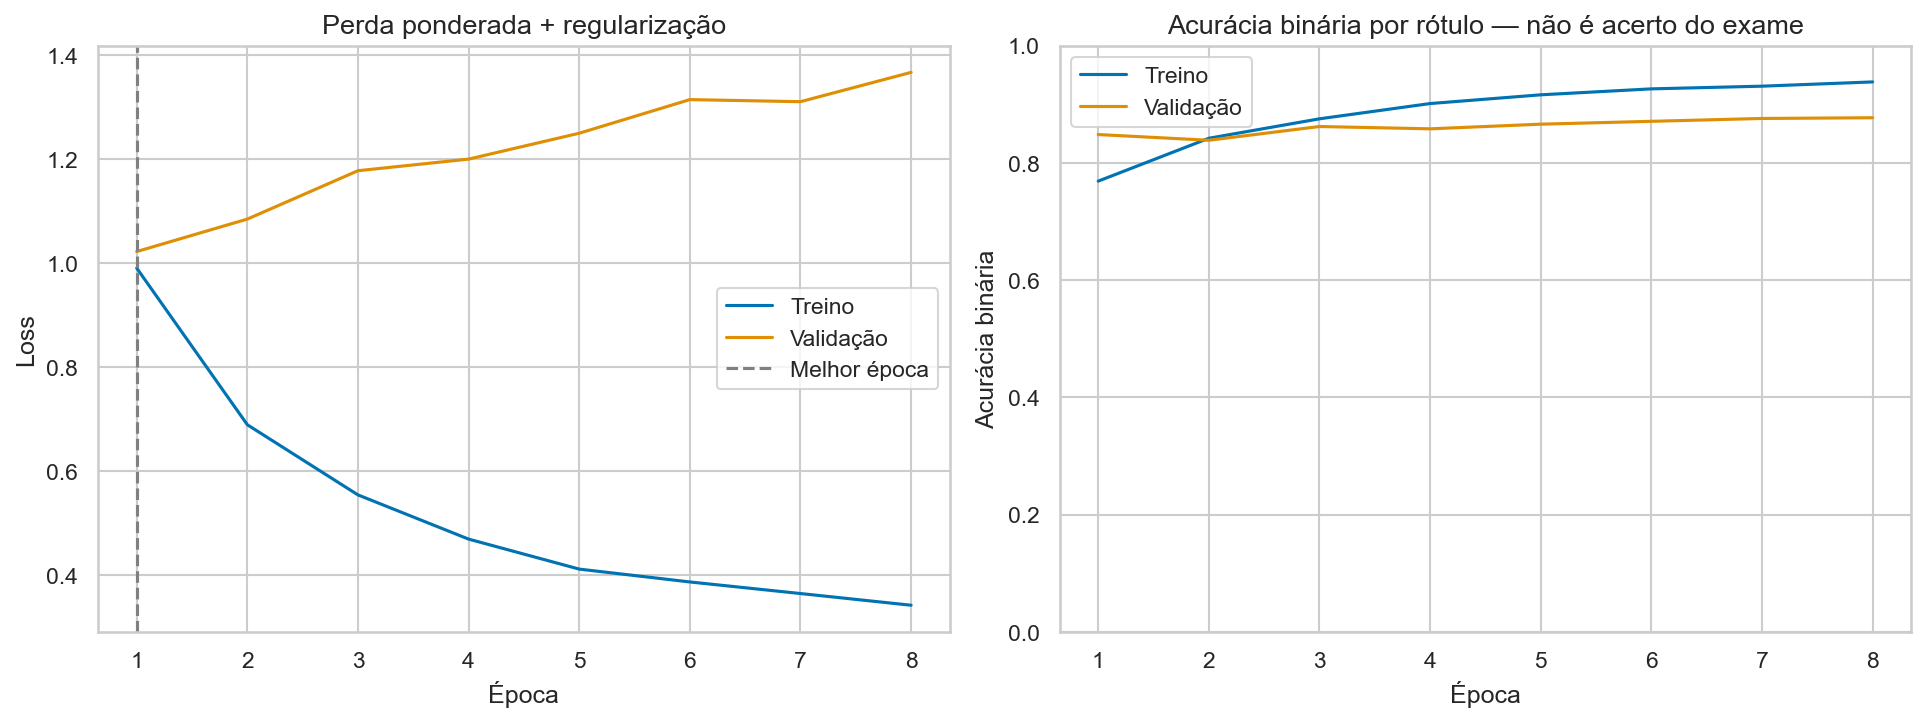 Perda ponderada + regularização
Loss
1.4
1.2
1.0
0.8
0.6
0.4
Treino
Validação
Melhor época
1 2 3 4 5 6 7 8
Época
Acurácia binária por rótulo — não é acerto do exame
Acurácia binária
1.0
0.8
0.6
0.4
0.2
0.0
Treino
Validação
1 2 3 4 5 6 7 8
Época